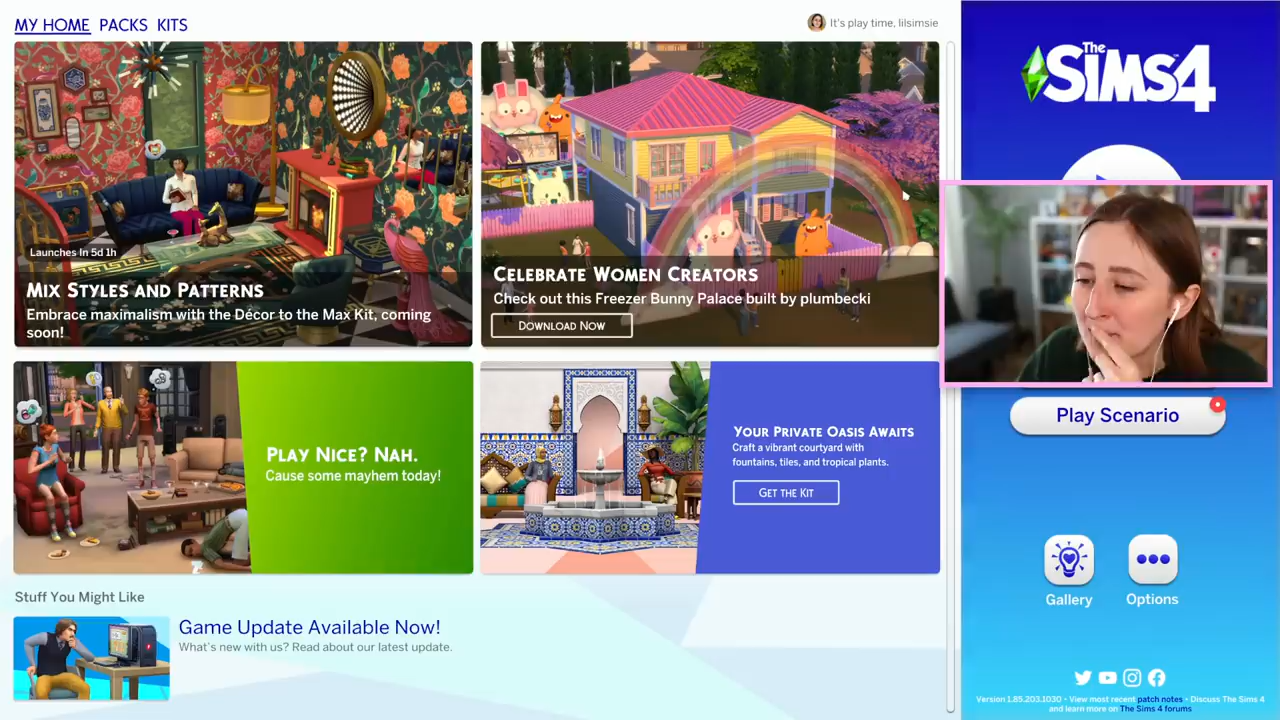 MY HOME PACKS KITS
It's play time, lilsimsie
Launches In 5d 1h
MIX STYLES AND PATTERNS
Embrace maximalism with the Décor to the Max Kit, coming
soon!
CELEBRATE WOMEN CREATORS
Check out this Freezer Bunny Palace built by plumbecki
DOWNLOAD NOW
PLAY NICE? NAH.
Cause some mayhem today!
YOUR PRIVATE OASIS AWAITS
Craft a vibrant courtyard with
fountains, tiles, and tropical plants.
GET THE KIT
Stuff You Might Like
Game Update Available Now!
What's new with us? Read about our latest update.
The
SiMS4
Play Scenario
Gallery Options
Version 1.85.203.1030 - View most recent patch notes - Discuss The Sims 4
and learn more on The Sims 4 forums